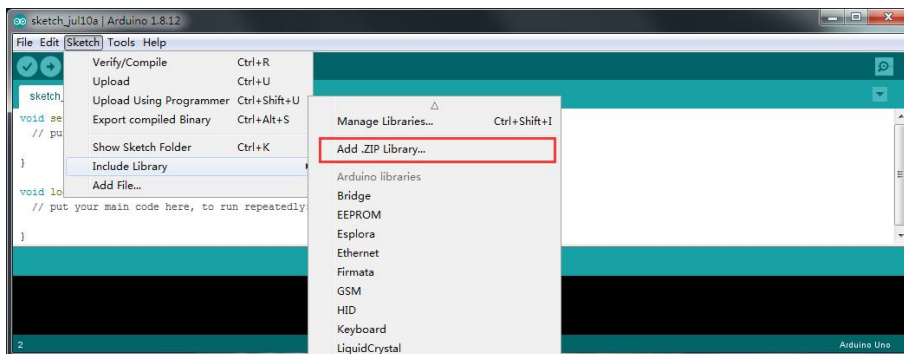 sketch_jul10a | Arduino 1.8.12
File Edit Sketch Tools Help
Verify/Compile Ctrl+R
Upload Ctrl+U
Upload Using Programmer Ctrl+Shift+U
Export compiled Binary Ctrl+Alt+S
Show Sketch Folder Ctrl+K
Include Library
Add File...
Manage Libraries... Ctrl+Shift+I
Add .ZIP Library...
Arduino libraries
Bridge
EEPROM
Esplora
Ethernet
Firmata
GSM
HID
Keyboard
LiquidCrystal
sketch_
void se
// pu
}
void lo
// put your main code here, to run repeatedly
}
2
Arduino Uno